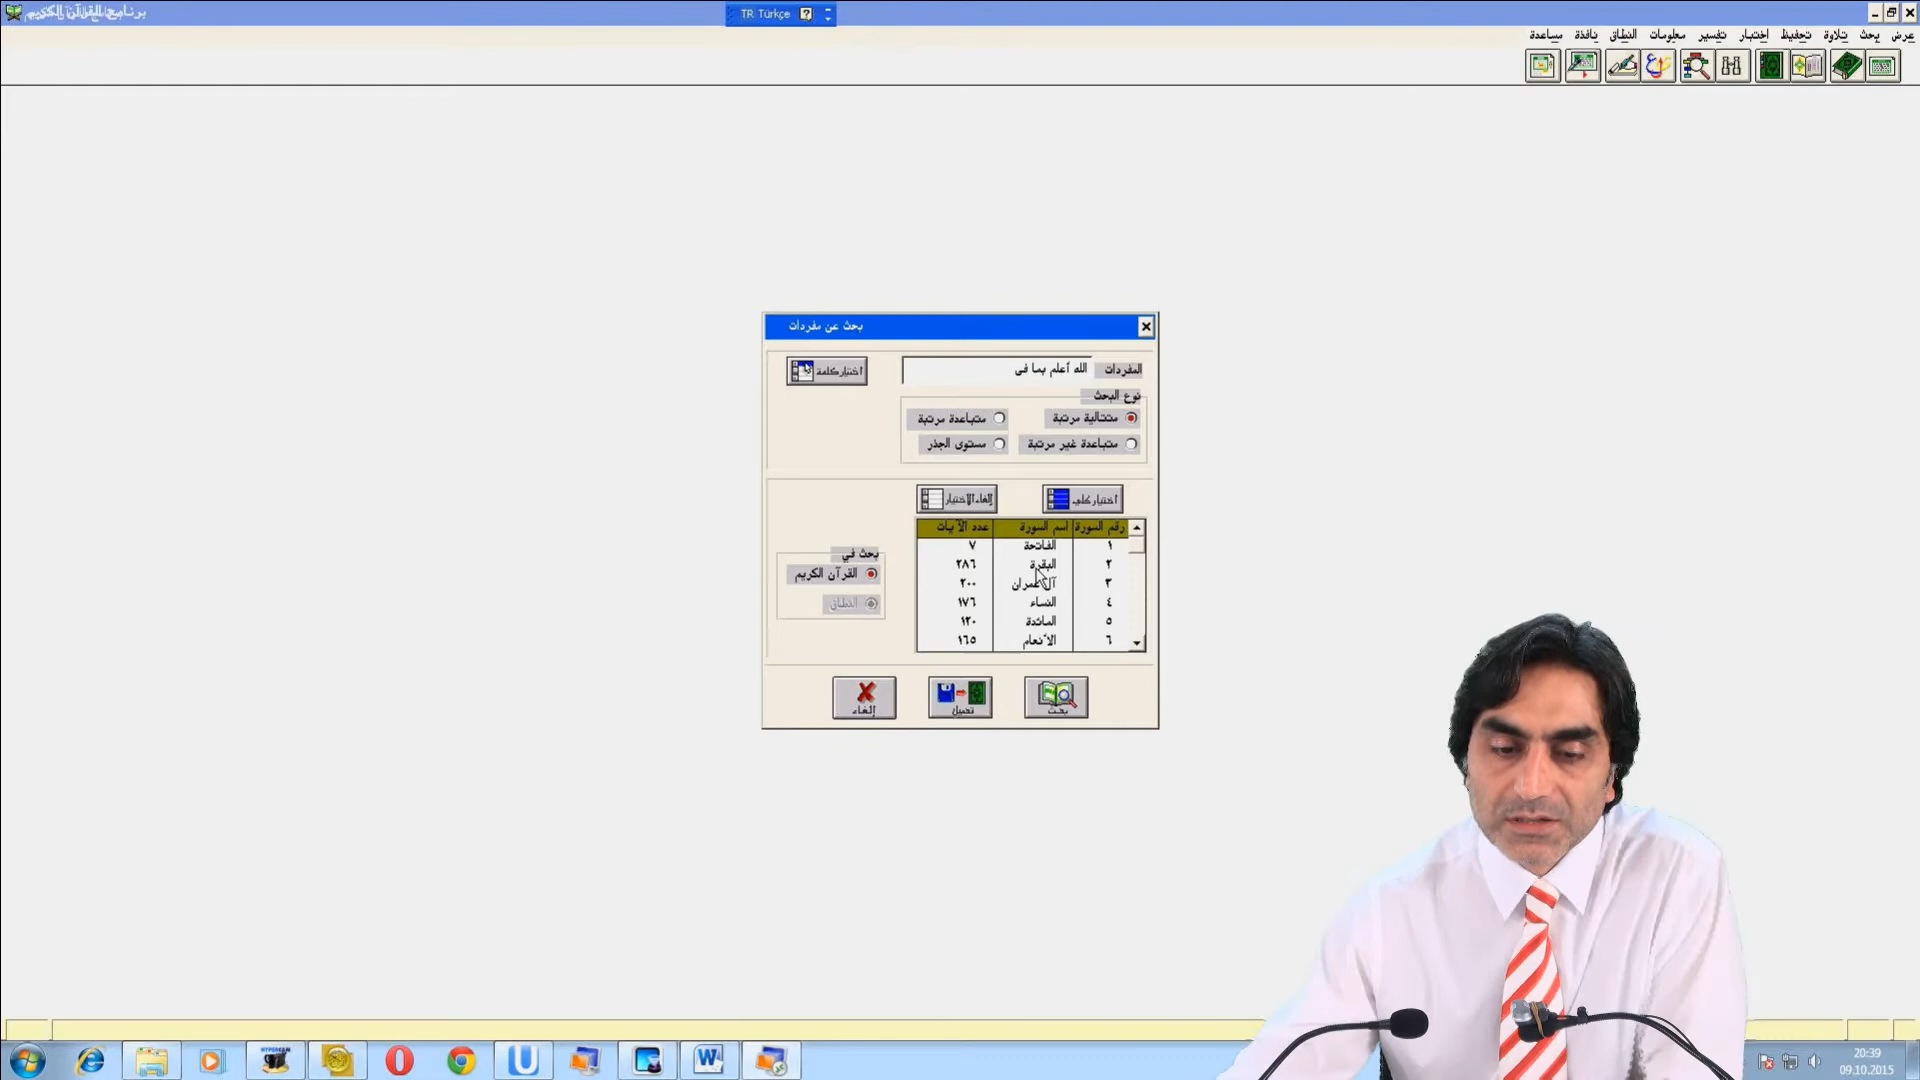 برنامج القرآن الكريم
TR Türkçe
عرض بحث تلاوة تحفيظ اختبار تفسير معلومات النطاق نافذة مساعدة
بحث عن مفردات
المفردات الله أعلم بما فى اختيار كلمة
نوع البحث
متتالية مرتبة متباعدة مرتبة
متباعدة غير مرتبة مستوى الجذر
اختيار كلي إلغاء الاختيار
رقم السورة اسم السورة عدد الآيات
١ الفاتحة ٧
٢ البقرة ٢٨٦
٣ آل عمران ٢٠٠
٤ النساء ١٧٦
٥ المائدة ١٢٠
٦ الأنعام ١٦٥
بحث في
القرآن الكريم
النطاق
بحث تحميل إلغاء
HYPERCAM
20:39
09.10.2015